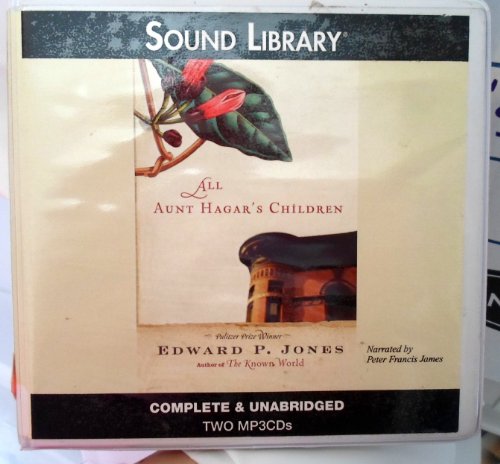 SOUND LIBRARY®
ALL
AUNT HAGAR'S CHILDREN
Pulitzer Prize Winner
EDWARD P. JONES
Author of The Known World
Narrated by
Peter Francis James
COMPLETE & UNABRIDGED
TWO MP3CDs